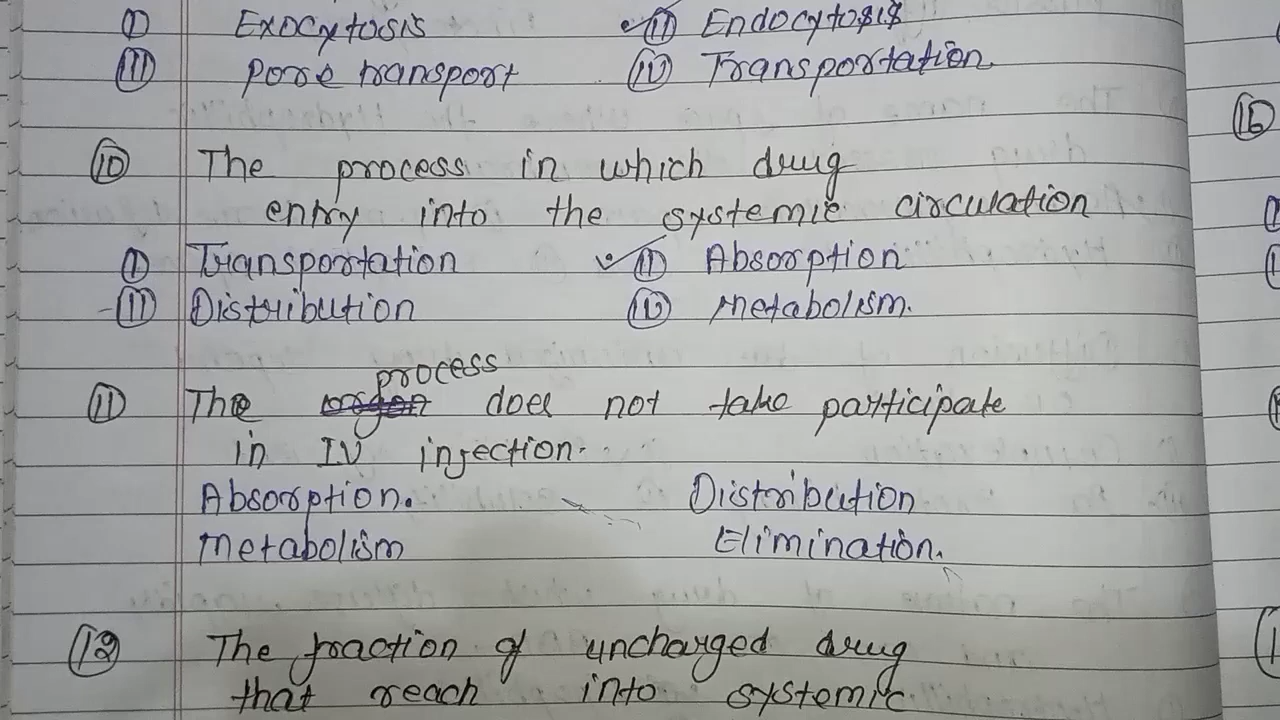 I Exocytosis II Endocytosis
III Pore transport IV Transportation.
10 The process in which drug
entry into the systemic circulation
I Transportation II Absorption
III Distribution IV Metabolism.
process
11 The does not take participate
in IV injection.
Absorption. Distribution
Metabolism Elimination.
12 The fraction of uncharged drug
that reach into systemic
16